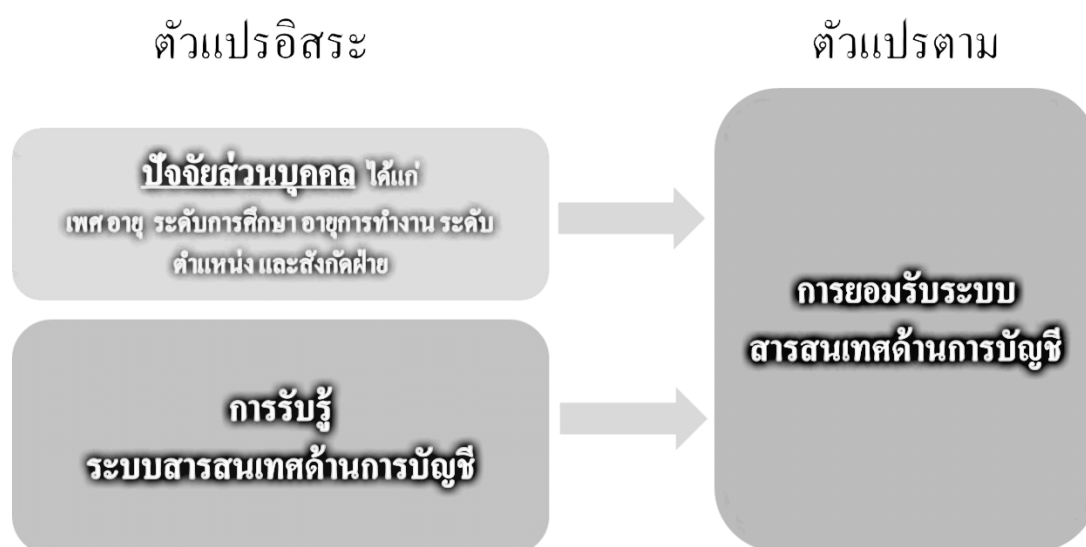 ตัวแปรอิสระ
ตัวแปรตาม
ปัจจัยส่วนบุคคล ได้แก่
เพศ อายุ ระดับการศึกษา อายุการทำงาน ระดับ
ตำแหน่ง และสังกัดฝ่าย
การรับรู้
ระบบสารสนเทศด้านการบัญชี
การยอมรับระบบ
สารสนเทศด้านการบัญชี